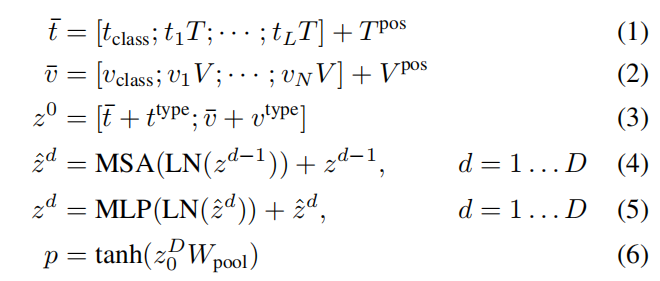 t̄ = [t_class; t_1T; · · · ; t_LT] + T^pos (1)
v̄ = [v_class; v_1V; · · · ; v_NV] + V^pos (2)
z^0 = [t̄ + t^type; v̄ + v^type] (3)
ẑ^d = MSA(LN(z^{d−1})) + z^{d−1}, d = 1 . . . D (4)
z^d = MLP(LN(ẑ^d)) + ẑ^d, d = 1 . . . D (5)
p = tanh(z_0^D W_pool) (6)